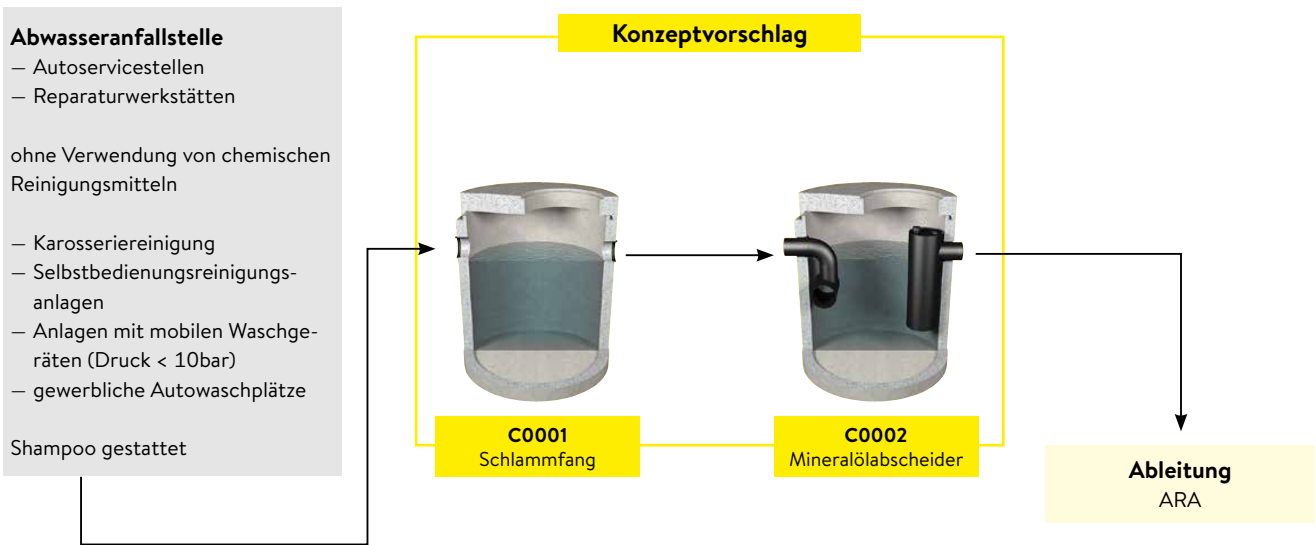 Abwasseranfallstelle
— Autoservicestellen
— Reparaturwerkstätten
ohne Verwendung von chemischen
Reinigungsmitteln
— Karosseriereinigung
— Selbstbedienungsreinigungs-
anlagen
— Anlagen mit mobilen Waschge-
räten (Druck < 10bar)
— gewerbliche Autowaschplätze
Shampoo gestattet
Konzeptvorschlag
C0001
Schlammfang
C0002
Mineralölabscheider
Ableitung
ARA